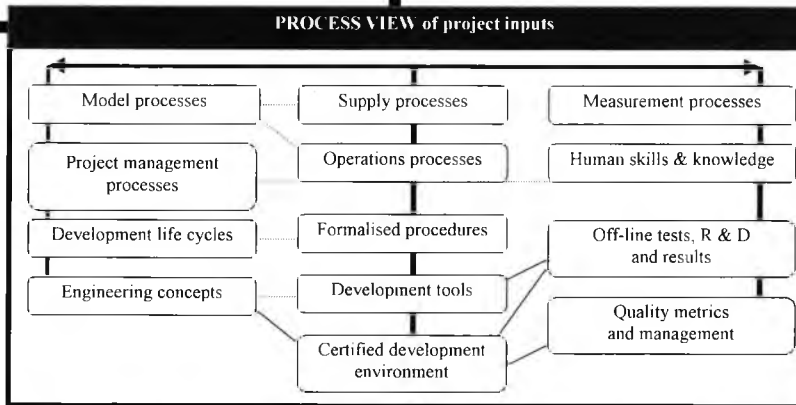 PROCESS VIEW of project inputs
Model processes
Supply processes
Measurement processes
Project management
processes
Operations processes
Human skills & knowledge
Development life cycles
Formalised procedures
Off-line tests, R & D
and results
Engineering concepts
Development tools
Quality metrics
and management
Certified development
environment